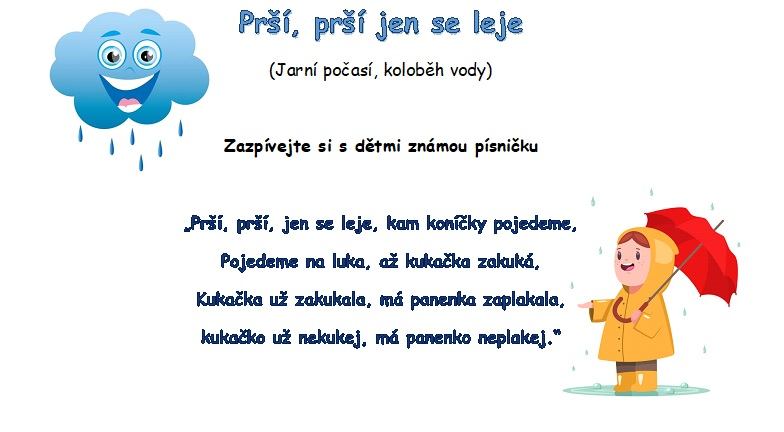 Prší, prší jen se leje
(Jarní počasí, koloběh vody)
Zazpívejte si s dětmi známou písničku
„Prší, prší, jen se leje, kam koníčky pojedeme,
Pojedeme na luka, až kukačka zakuká,
Kukačka už zakukala, má panenka zaplakala,
kukačko už nekukej, má panenko neplakej.“